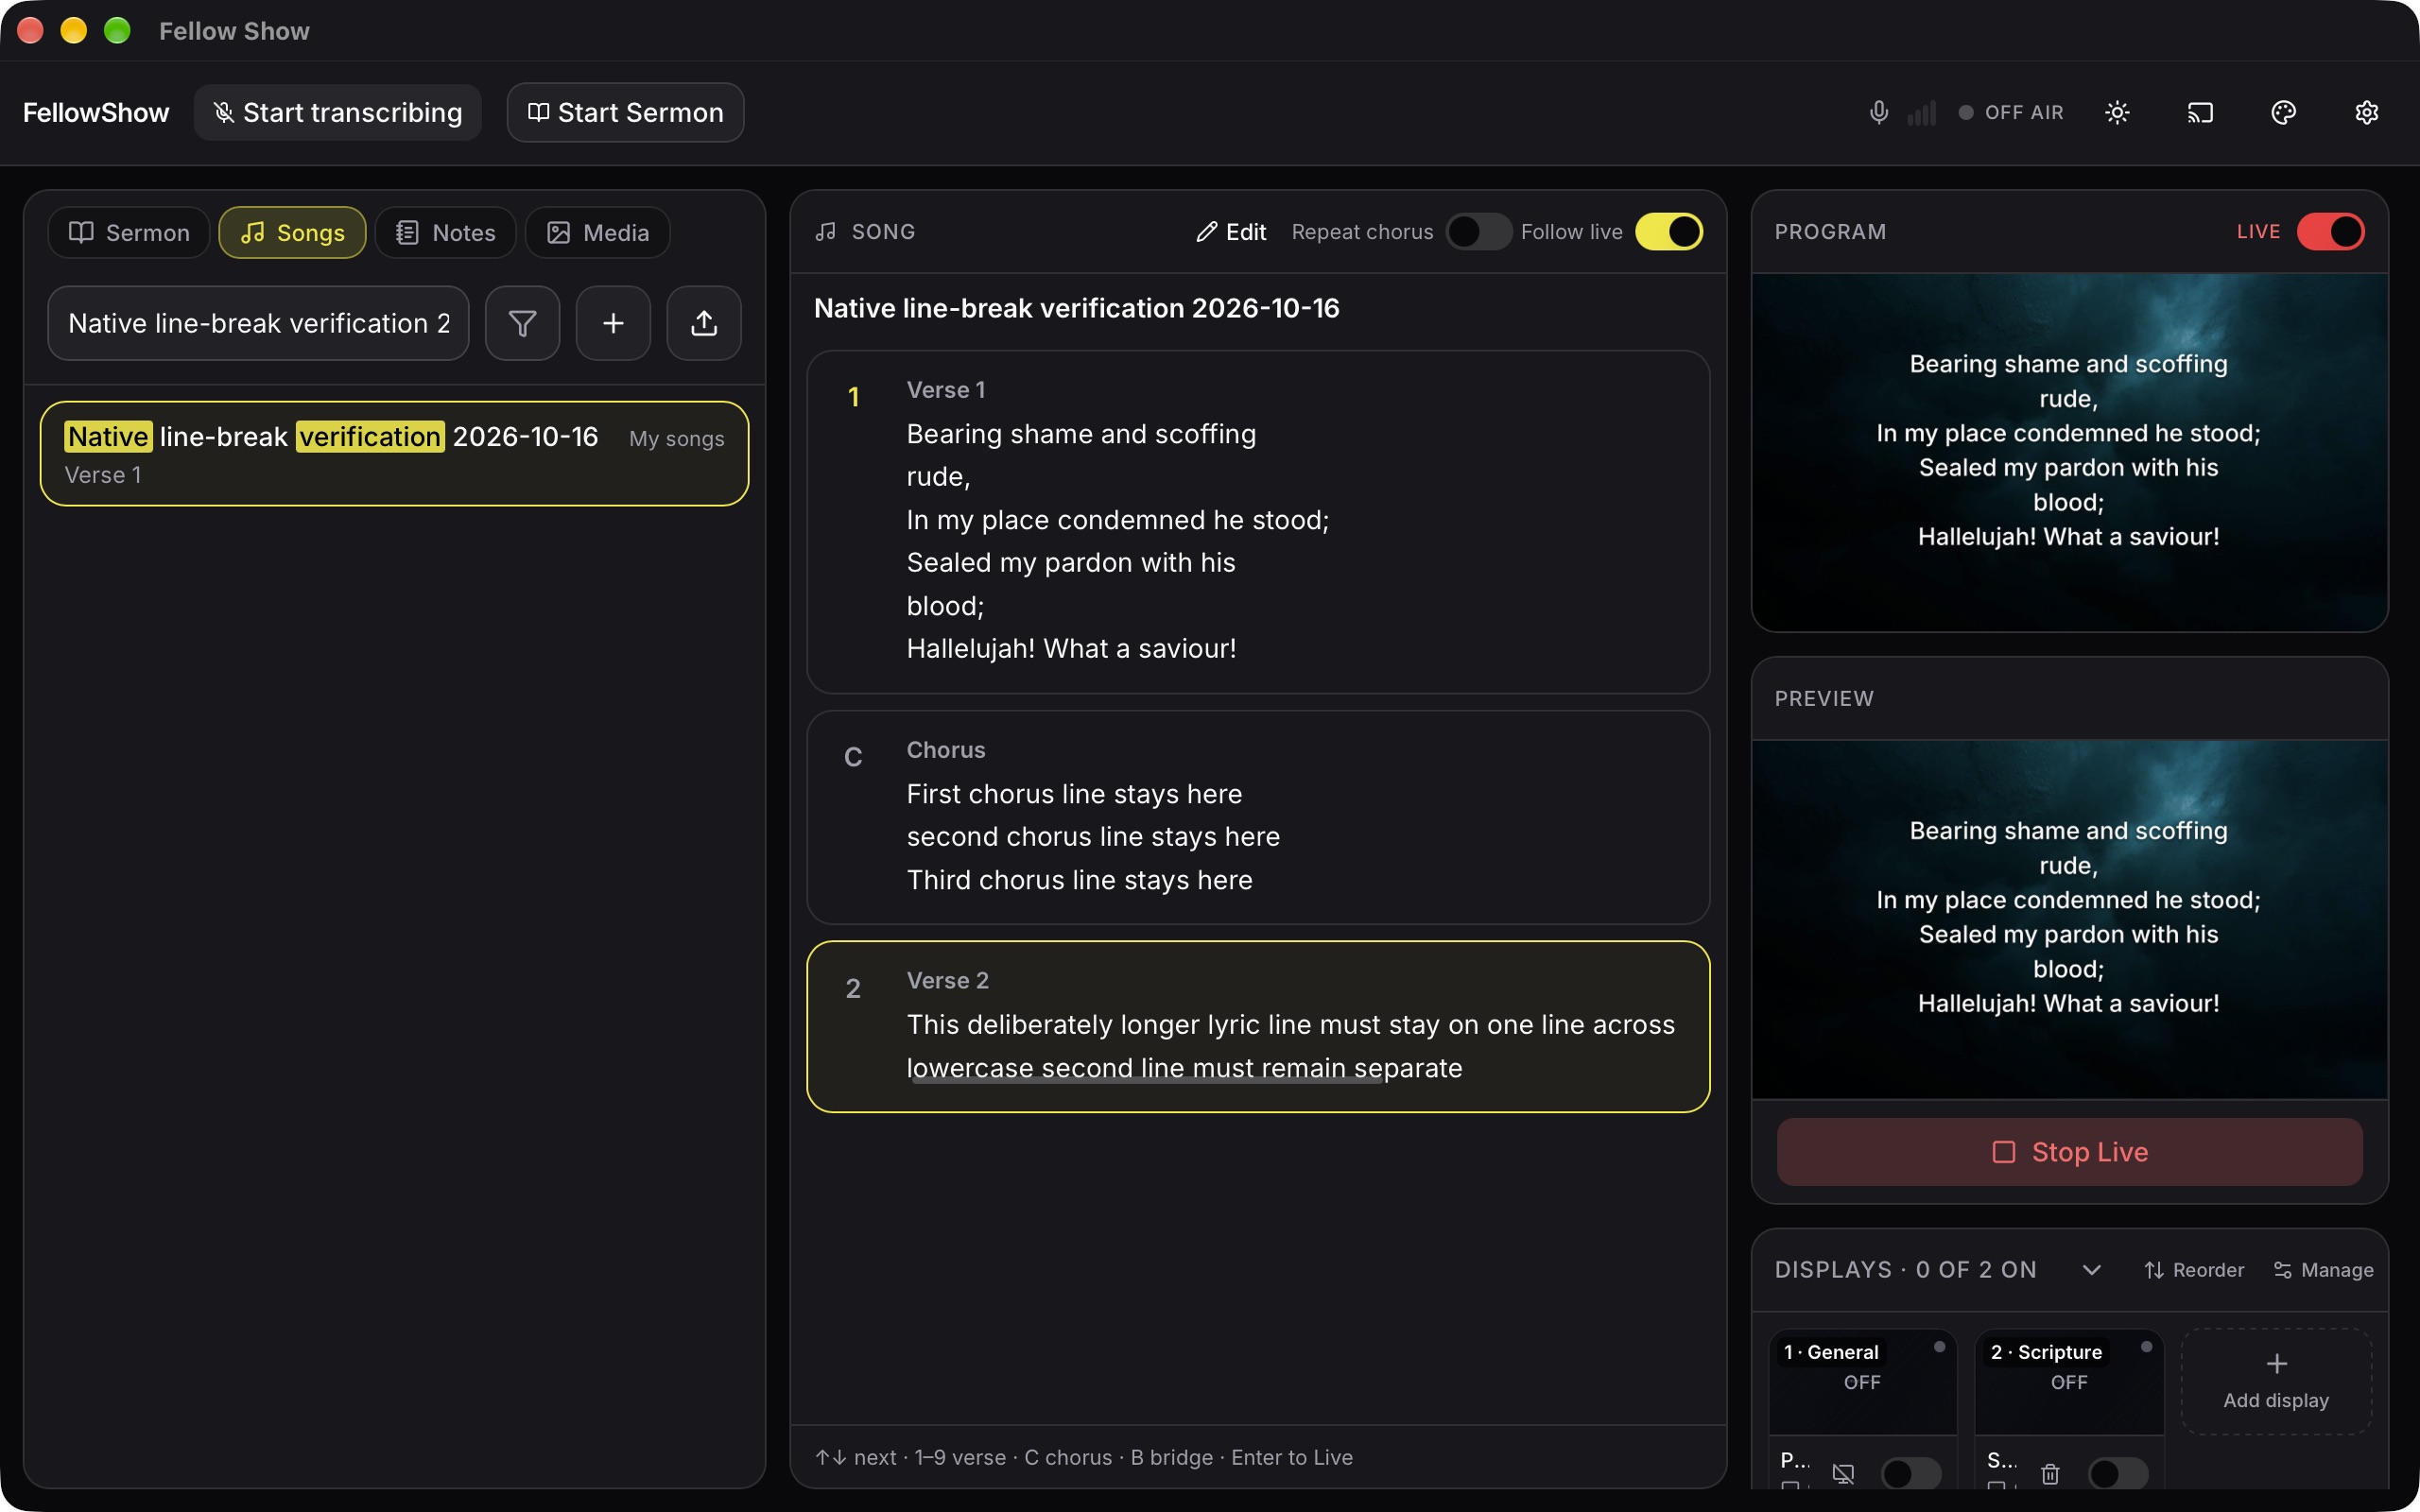 Fellow Show
FellowShow
Start transcribing
Start Sermon
OFF AIR
Sermon
Songs
Notes
Media
Native line-break verification 2
Native line-break verification 2026-10-16
My songs
Verse 1
SONG
Edit
Repeat chorus
Follow live
Native line-break verification 2026-10-16
1
Verse 1
Bearing shame and scoffing
rude,
In my place condemned he stood;
Sealed my pardon with his
blood;
Hallelujah! What a saviour!
C
Chorus
First chorus line stays here
second chorus line stays here
Third chorus line stays here
2
Verse 2
This deliberately longer lyric line must stay on one line across
lowercase second line must remain separate
↑↓ next · 1–9 verse · C chorus · B bridge · Enter to Live
PROGRAM
LIVE
Bearing shame and scoffing
rude,
In my place condemned he stood;
Sealed my pardon with his
blood;
Hallelujah! What a saviour!
PREVIEW
Bearing shame and scoffing
rude,
In my place condemned he stood;
Sealed my pardon with his
blood;
Hallelujah! What a saviour!
Stop Live
DISPLAYS · 0 OF 2 ON
Reorder
Manage
1 · General
OFF
2 · Scripture
OFF
Add display
P...
S...